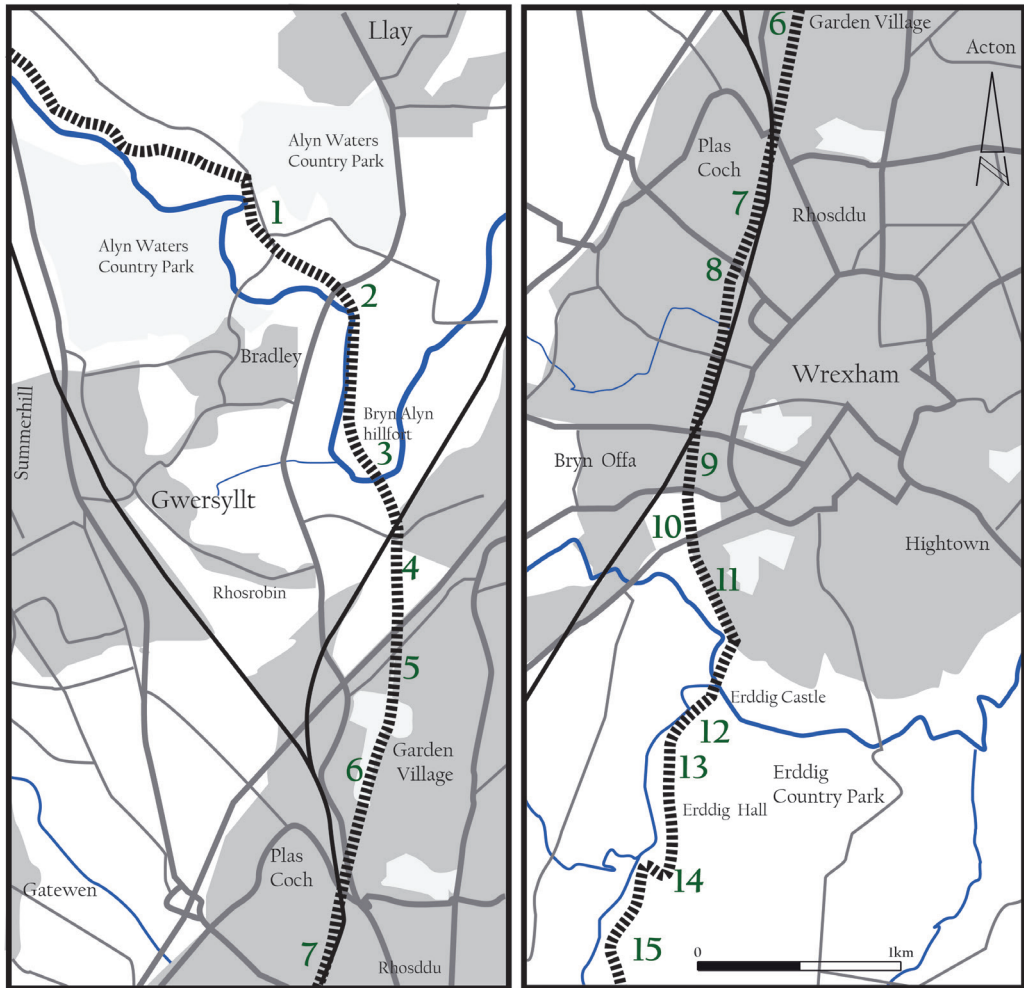 Llay
Alyn Waters
Country Park
1
Alyn Waters
Country Park
2
Bradley
Summerhill
Bryn Alyn
hillfort
3
Gwersyllt
4
Rhosrobin
5
Garden
Village
6
Plas
Coch
Gatewen
7
Rhosddu
6
Garden Village
Acton
N
Plas
Coch
7
Rhosddu
8
Wrexham
Bryn Offa
9
10
Hightown
11
Erddig Castle
12
13
Erddig
Country Park
Erddig Hall
14
15
0
1km